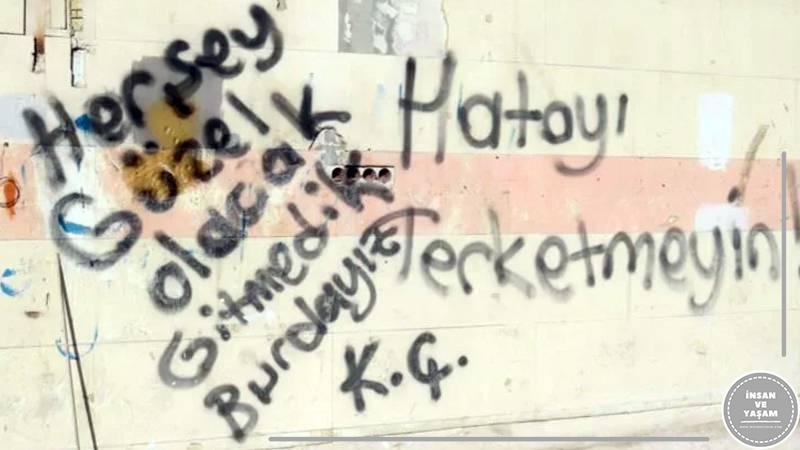 Herşey
Güzel
olacak
Gitmedik
Burdayız
K.Ç.
Hatayı
Terketmeyin!
İNSAN
VE
YAŞAM